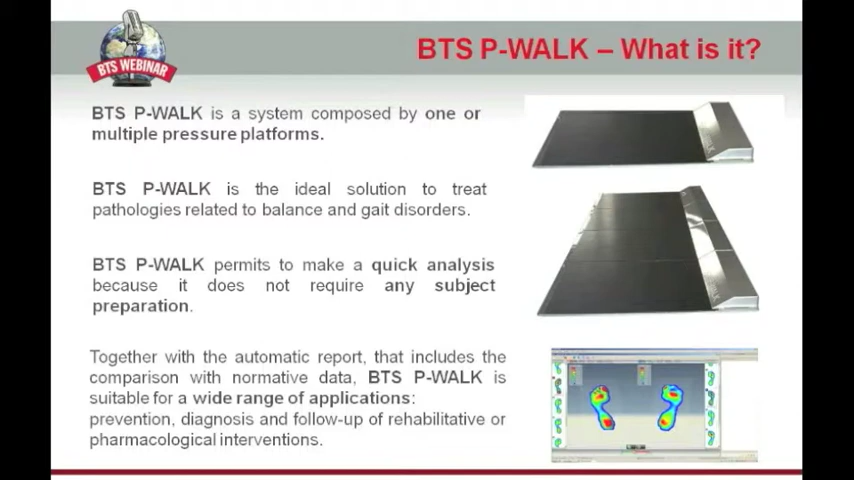 BTS WEBINAR
BTS P-WALK – What is it?
BTS P-WALK is a system composed by one or
multiple pressure platforms.
BTS P-WALK is the ideal solution to treat
pathologies related to balance and gait disorders.
BTS P-WALK permits to make a quick analysis
because it does not require any subject
preparation.
Together with the automatic report, that includes the
comparison with normative data, BTS P-WALK is
suitable for a wide range of applications:
prevention, diagnosis and follow-up of rehabilitative or
pharmacological interventions.